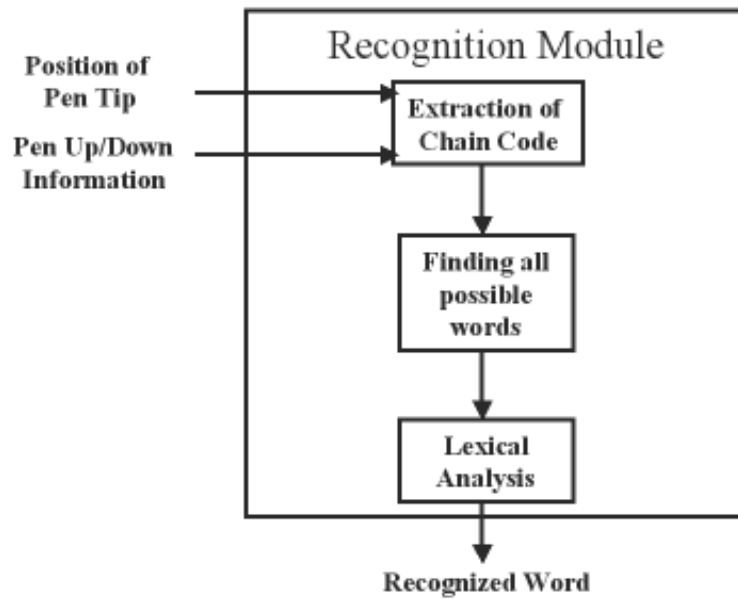 Recognition Module
Position of
Pen Tip
Pen Up/Down
Information
Extraction of
Chain Code
Finding all
possible
words
Lexical
Analysis
Recognized Word